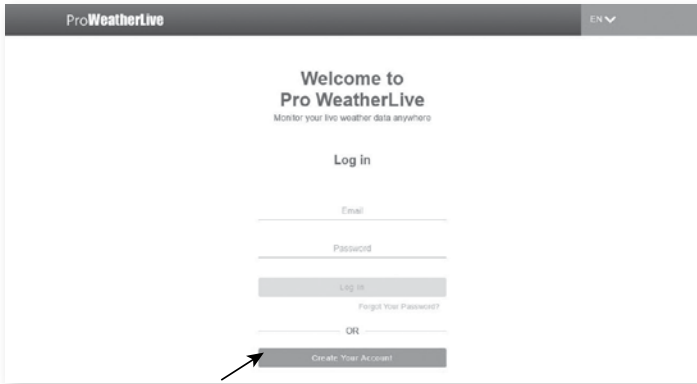 ProWeatherLive
EN
Welcome to
Pro WeatherLive
Monitor your live weather data anywhere
Log in
Email
Password
Log in
Forgot Your Password?
OR
Create Your Account